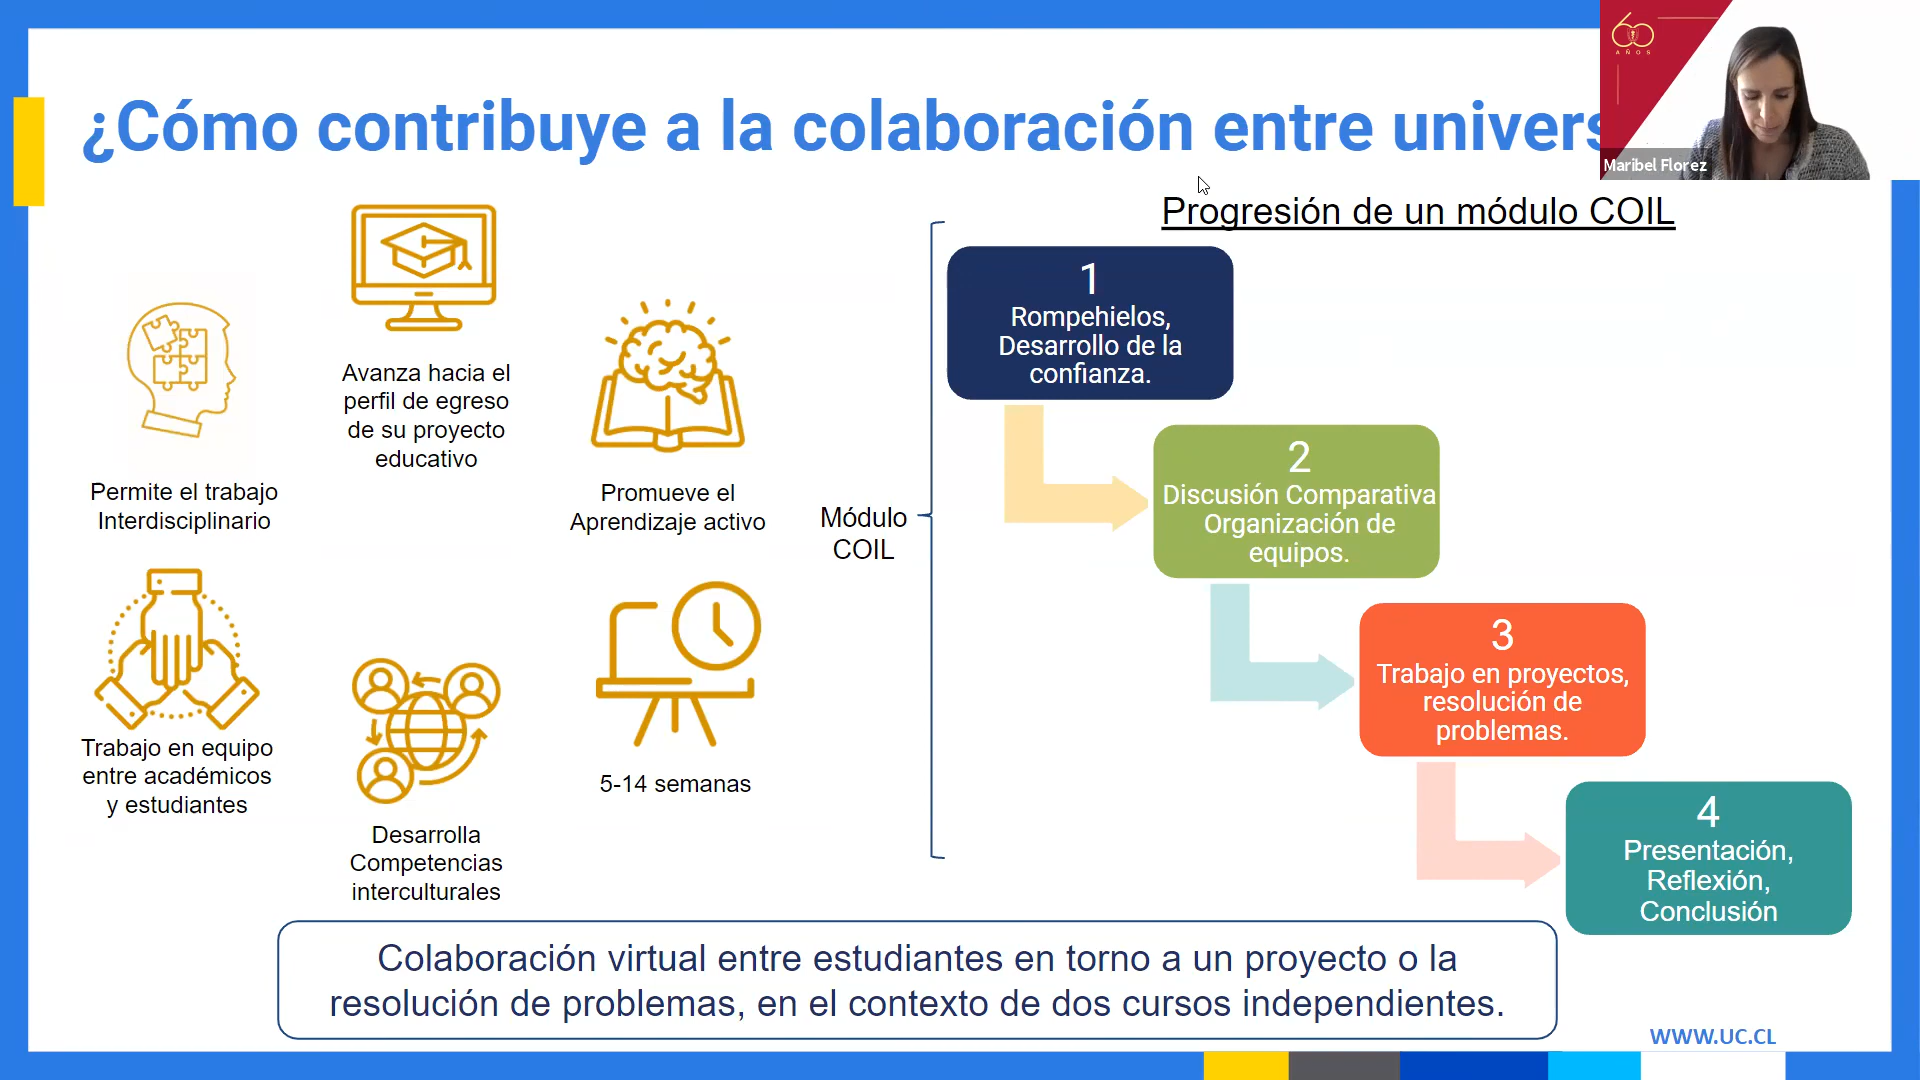 ¿Cómo contribuye a la colaboración entre univers
60
AÑOS
Maribel Florez
Progresión de un módulo COIL
Permite el trabajo
Interdisciplinario
Avanza hacia el
perfil de egreso
de su proyecto
educativo
Promueve el
Aprendizaje activo
Trabajo en equipo
entre académicos
y estudiantes
Desarrolla
Competencias
interculturales
5-14 semanas
Módulo
COIL
1
Rompehielos,
Desarrollo de la
confianza.
2
Discusión Comparativa
Organización de
equipos.
3
Trabajo en proyectos,
resolución de
problemas.
4
Presentación,
Reflexión,
Conclusión
Colaboración virtual entre estudiantes en torno a un proyecto o la
resolución de problemas, en el contexto de dos cursos independientes.
WWW.UC.CL